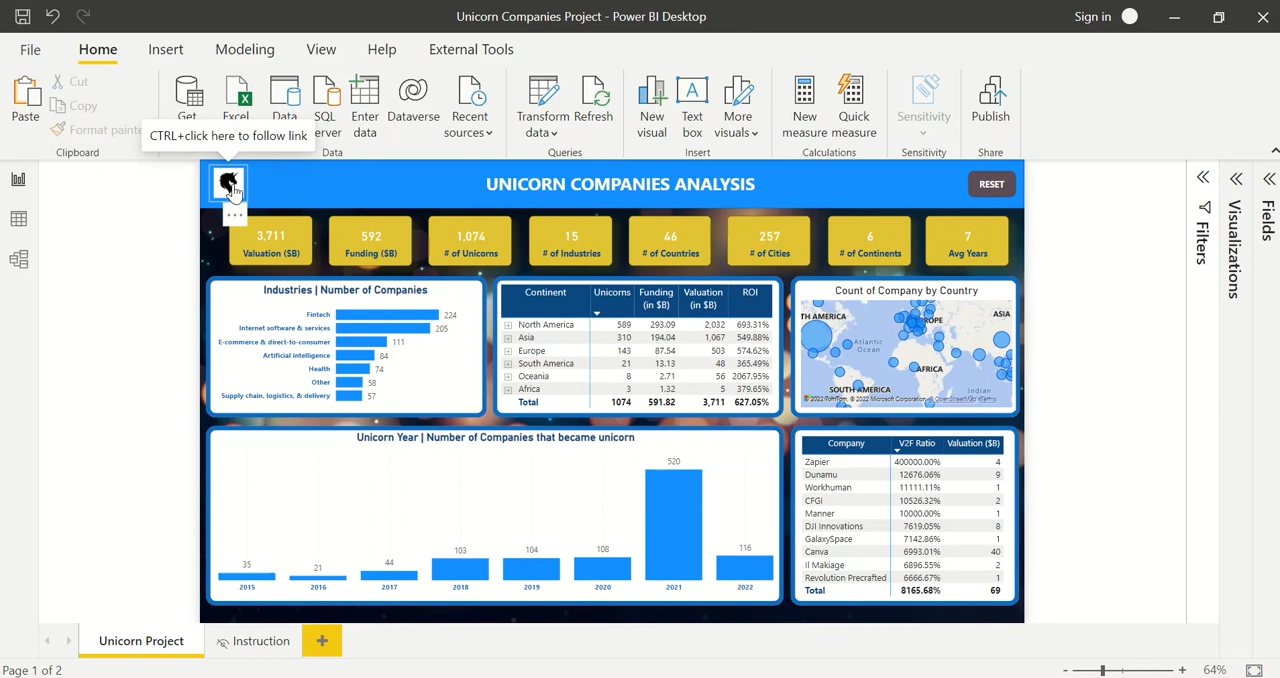 Unicorn Companies Project - Power BI Desktop
Sign in
File Home Insert Modeling View Help External Tools
Paste
Cut
Copy
Format painte
Clipboard
CTRL+click here to follow link
Get
Excel
Data
SQL
erver
Enter
data
Dataverse
Recent
sources
Data
Transform
data
Refresh
Queries
New
visual
Text
box
More
visuals
Insert
New
measure
Quick
measure
Calculations
Sensitivity
Sensitivity
Publish
Share
UNICORN COMPANIES ANALYSIS
RESET
3,711
Valuation ($B)
592
Funding ($B)
1,074
# of Unicorns
15
# of Industries
46
# of Countries
257
# of Cities
6
# of Continents
7
Avg Years
Industries | Number of Companies
Fintech 224
Internet software & services 205
E-commerce & direct-to-consumer 111
Artificial intelligence 84
Health 74
Other 58
Supply chain, logistics, & delivery 57
Continent Unicorns Funding (in $B) Valuation (in $B) ROI
North America 589 293.09 2,032 693.31%
Asia 310 194.04 1,067 549.88%
Europe 143 87.54 503 574.62%
South America 21 13.13 48 365.49%
Oceania 8 2.71 56 2067.95%
Africa 3 1.32 5 379.65%
Total 1074 591.82 3,711 627.05%
Count of Company by Country
TH AMERICA
ROPE
ASIA
Atlantic
Ocean
AFRICA
SOUTH AMERICA
Indian
© 2022 TomTom, © 2022 Microsoft Corporation, © OpenStreetMap Terms
Unicorn Year | Number of Companies that became unicorn
35
21
44
103
104
108
520
116
2015 2016 2017 2018 2019 2020 2021 2022
Company V2F Ratio Valuation ($B)
Zapier 400000.00% 4
Dunamu 12676.06% 9
Workhuman 11111.11% 1
CFGI 10526.32% 2
Manner 10000.00% 1
DJI Innovations 7619.05% 8
GalaxySpace 7142.86% 1
Canva 6993.01% 40
Il Makiage 6896.55% 2
Revolution Precrafted 6666.67% 1
Total 8165.68% 69
Filters
Visualizations
Fields
Unicorn Project
Instruction
Page 1 of 2
64%